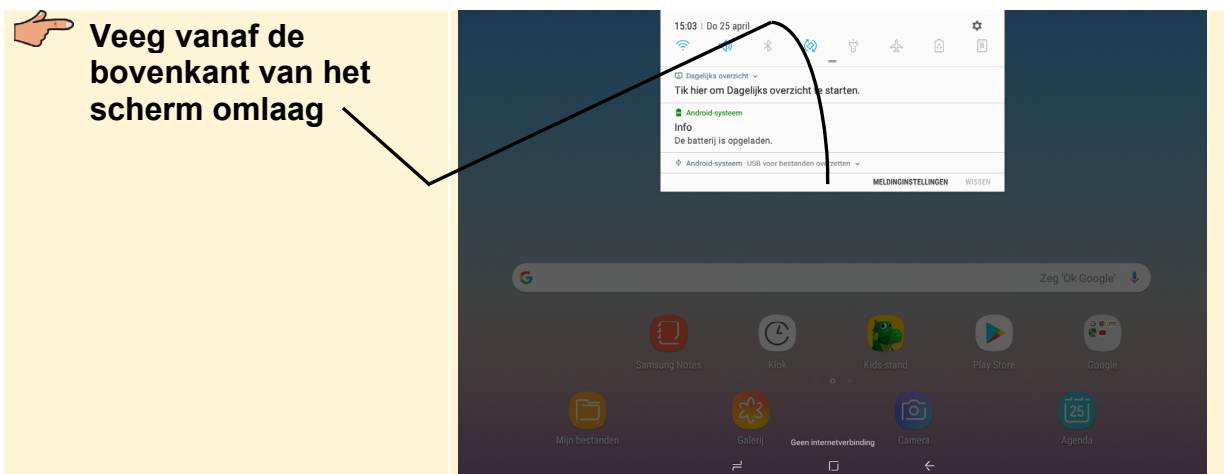 Veeg vanaf de
bovenkant van het
scherm omlaag
15:03 | Do 25 april
Dagelijks overzicht
Tik hier om Dagelijks overzicht te starten.
Android-systeem
Info
De batterij is opgeladen.
Android-systeem USB voor bestanden overzetten
MELDINGINSTELLINGEN WISSEN
G Zeg 'Ok Google'
Samsung Notes Klok Kids-stand Play Store Google
25
Mijn bestanden Galerij Camera Agenda
Geen internetverbinding